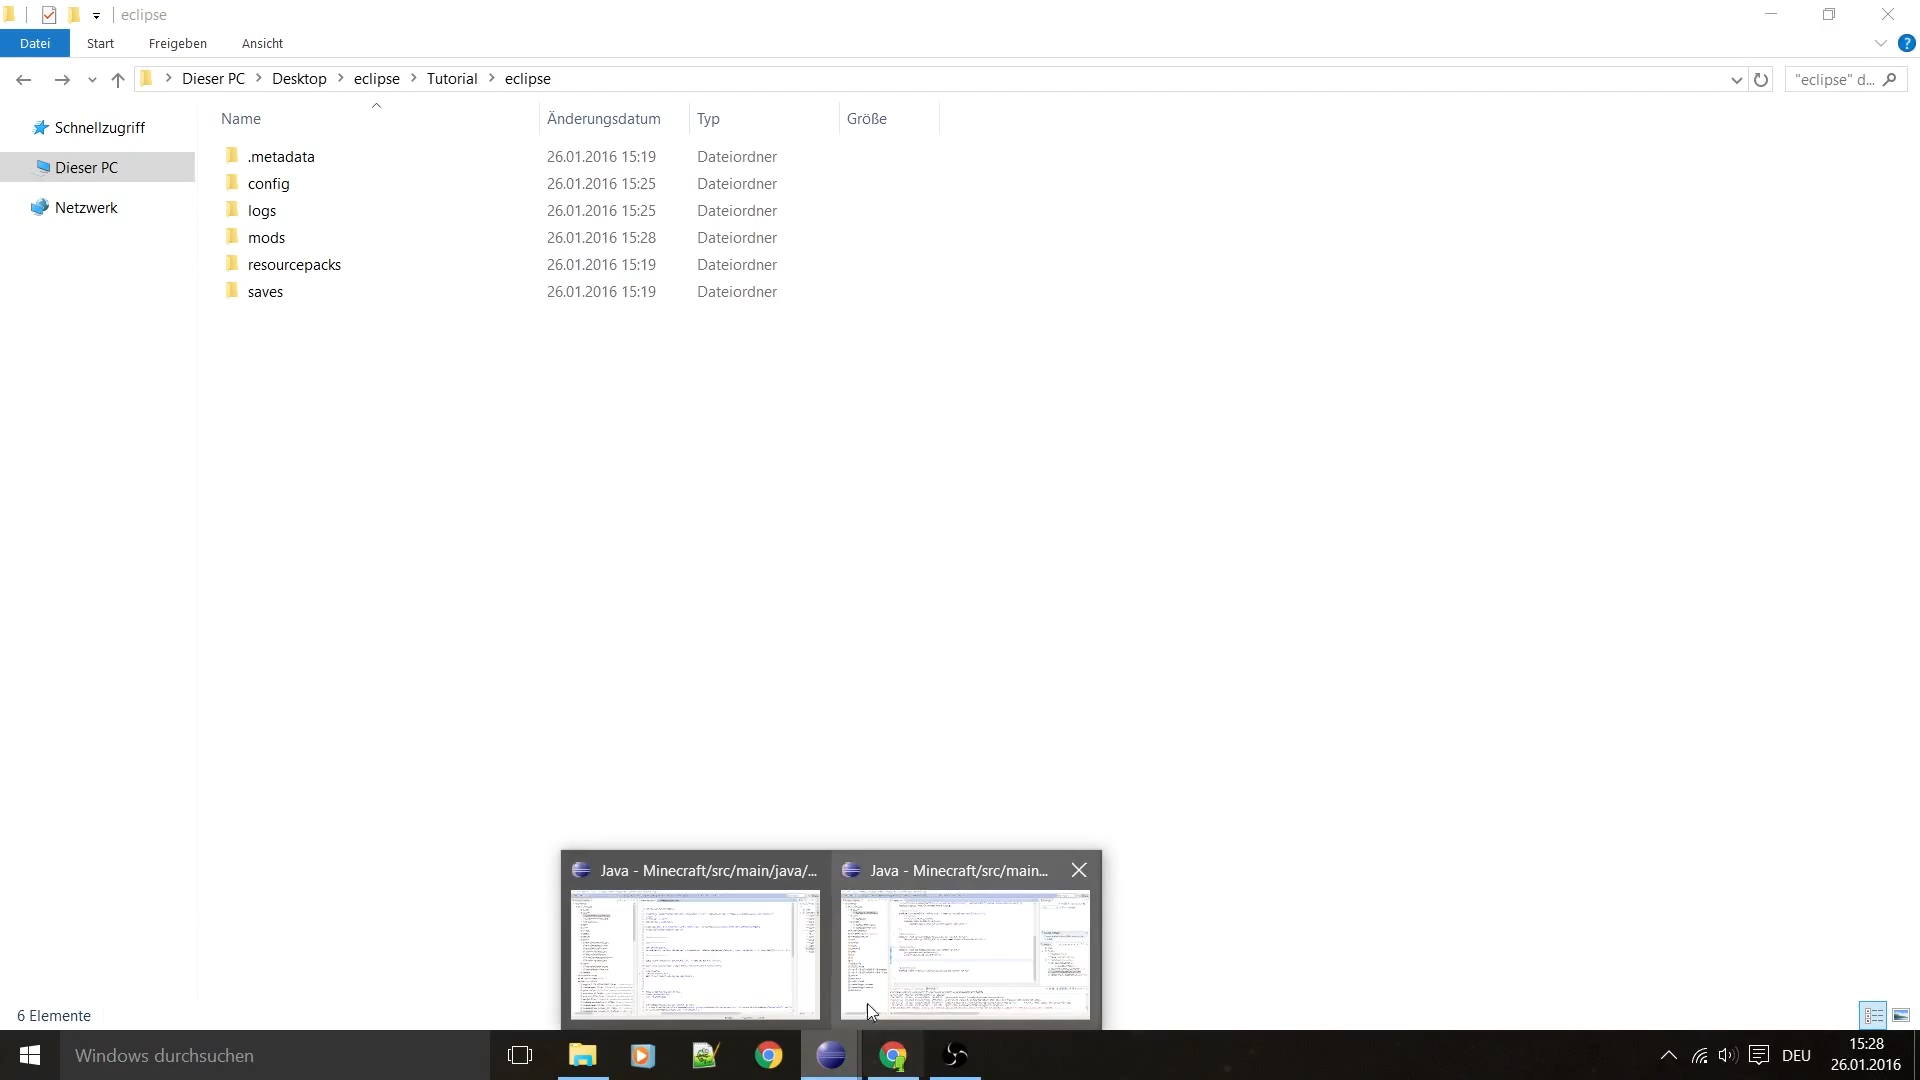 eclipse
Datei Start Freigeben Ansicht
Dieser PC Desktop eclipse Tutorial eclipse "eclipse" d...
Schnellzugriff
Dieser PC
Netzwerk
Name Änderungsdatum Typ Größe
.metadata 26.01.2016 15:19 Dateiordner
config 26.01.2016 15:25 Dateiordner
logs 26.01.2016 15:25 Dateiordner
mods 26.01.2016 15:28 Dateiordner
resourcepacks 26.01.2016 15:19 Dateiordner
saves 26.01.2016 15:19 Dateiordner
Java - Minecraft/src/main/java/... Java - Minecraft/src/main...
6 Elemente
Windows durchsuchen DEU 15:28
26.01.2016